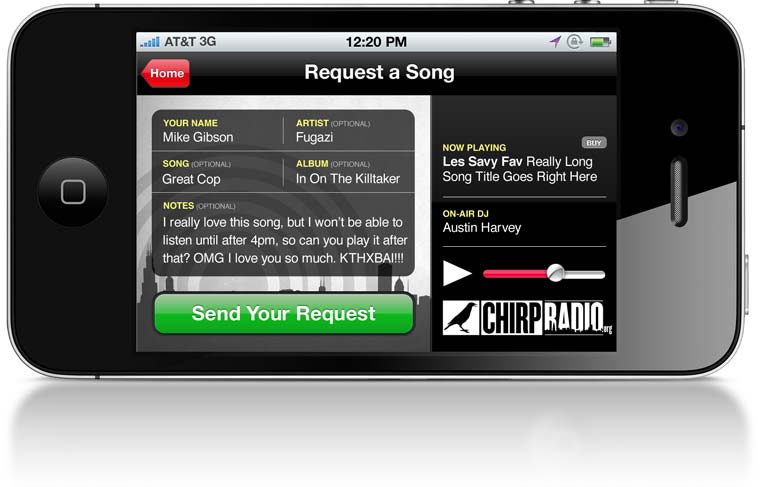 AT&T 3G 12:20 PM
Home
Request a Song
YOUR NAME
Mike Gibson
ARTIST (OPTIONAL)
Fugazi
SONG (OPTIONAL)
Great Cop
ALBUM (OPTIONAL)
In On The Killtaker
NOTES (OPTIONAL)
I really love this song, but I won't be able to
listen until after 4pm, so can you play it after
that? OMG I love you so much. KTHXBAI!!!
Send Your Request
BUY
NOW PLAYING
Les Savy Fav Really Long
Song Title Goes Right Here
ON-AIR DJ
Austin Harvey
CHIRPRADIO.org